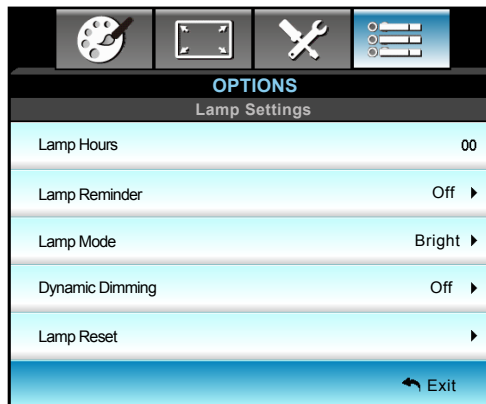 OPTIONS
Lamp Settings
Lamp Hours 00
Lamp Reminder Off
Lamp Mode Bright
Dynamic Dimming Off
Lamp Reset
Exit